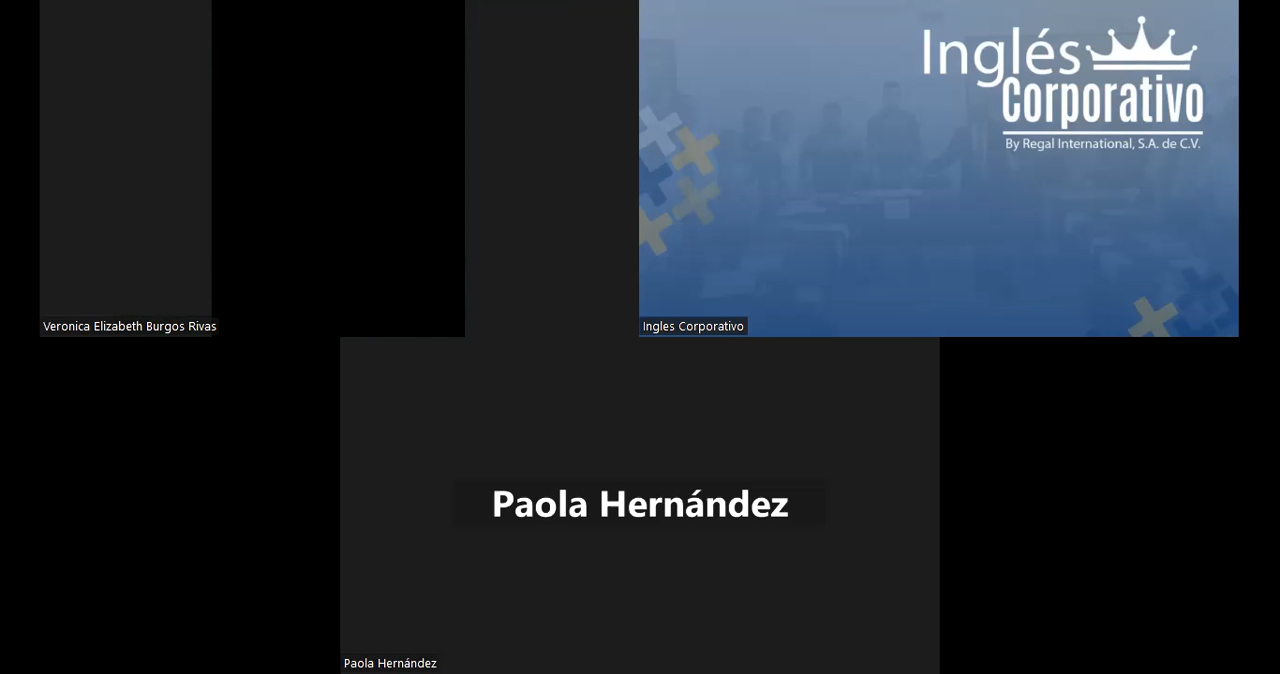 Inglés
Corporativo
By Regal International, S.A. de C.V.
Veronica Elizabeth Burgos Rivas
Ingles Corporativo
Paola Hernández
Paola Hernández